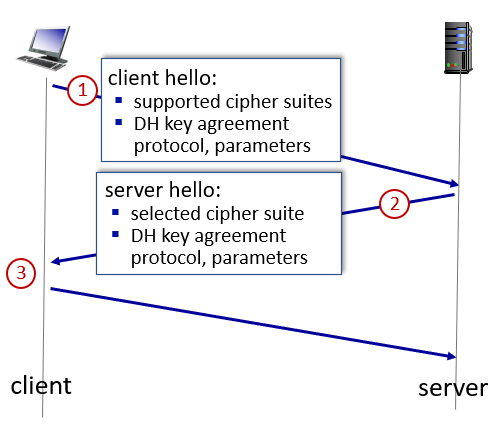 1
client hello:
▪ supported cipher suites
▪ DH key agreement
protocol, parameters
server hello:
2
▪ selected cipher suite
▪ DH key agreement
protocol, parameters
3
client
server